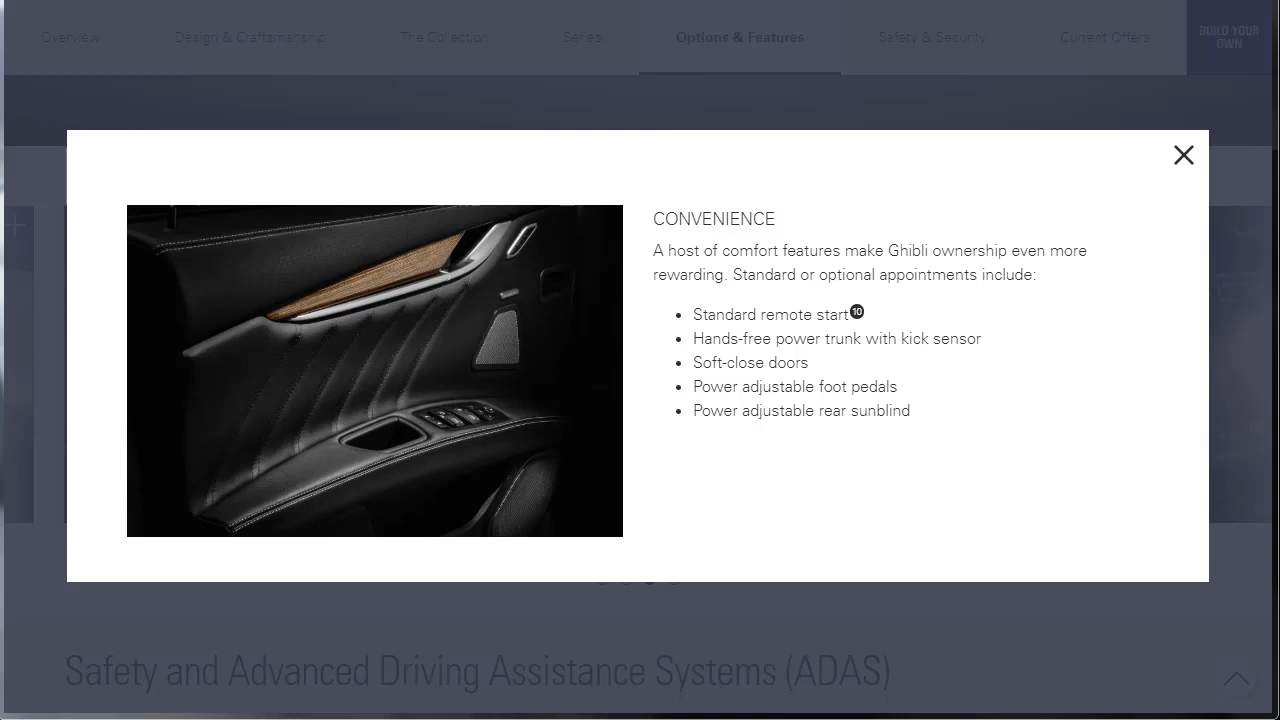 Overview Design & Craftsmanship The Collection Series Options & Features Safety & Security Current Offers BUILD YOUR
OWN
CONVENIENCE
A host of comfort features make Ghibli ownership even more
rewarding. Standard or optional appointments include:
• Standard remote start 10
• Hands-free power trunk with kick sensor
• Soft-close doors
• Power adjustable foot pedals
• Power adjustable rear sunblind
Safety and Advanced Driving Assistance Systems (ADAS)